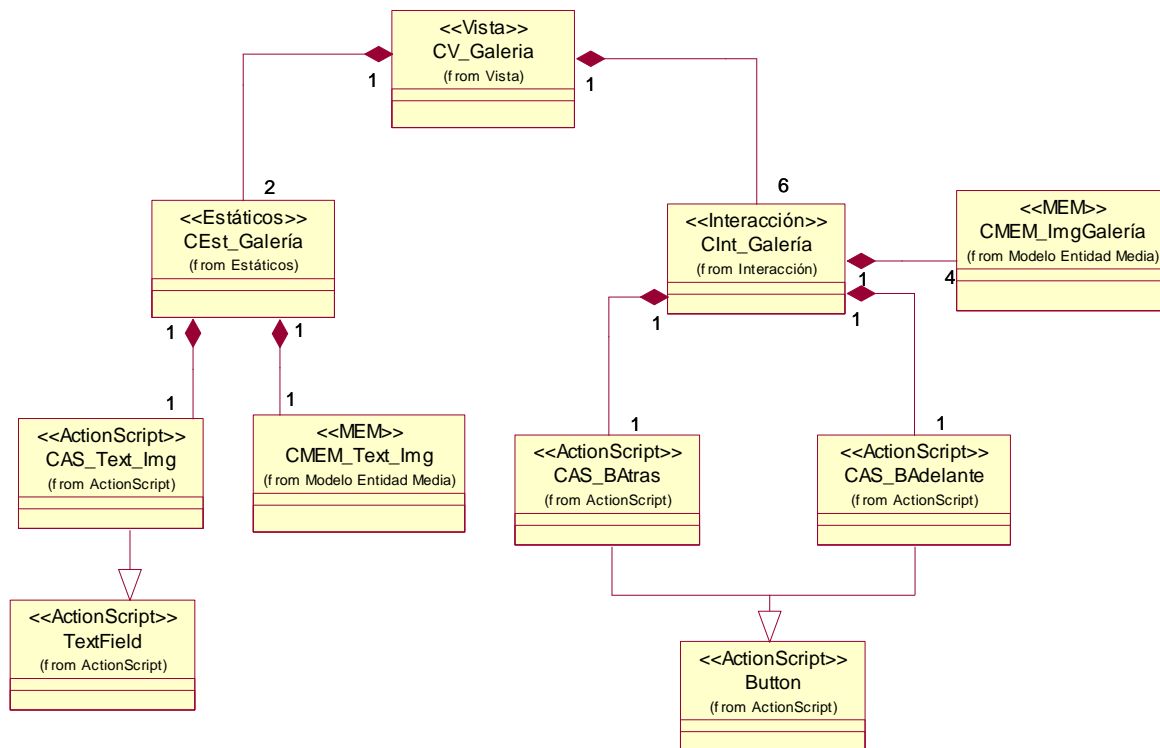 <<Vista>>
CV_Galeria
(from Vista)
1
1
2
6
<<Estáticos>>
CEst_Galería
(from Estáticos)
<<Interacción>>
CInt_Galería
(from Interacción)
<<MEM>>
CMEM_ImgGalería
(from Modelo Entidad Media)
1
4
1
1
1
1
1
1
1
1
<<ActionScript>>
CAS_Text_Img
(from ActionScript)
<<MEM>>
CMEM_Text_Img
(from Modelo Entidad Media)
<<ActionScript>>
CAS_BAtras
(from ActionScript)
<<ActionScript>>
CAS_BAdelante
(from ActionScript)
<<ActionScript>>
TextField
(from ActionScript)
<<ActionScript>>
Button
(from ActionScript)